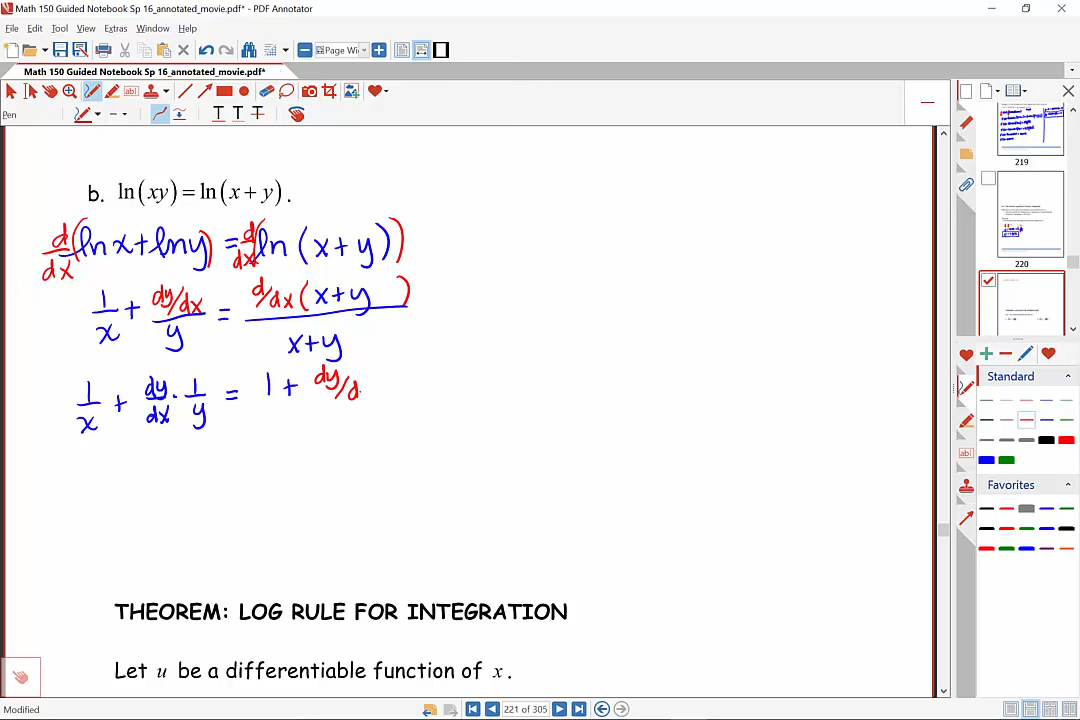 Math 150 Guided Notebook Sp 16_annotated_movie.pdf* - PDF Annotator
File Edit Tool View Extras Window Help
Page Wi
Math 150 Guided Notebook Sp 16_annotated_movie.pdf*
Pen
219
220
Standard
Favorites
b. ln(xy) = ln(x + y).
d/dx(ln x + ln y) = d/dx(ln (x + y))
1/x + (dy/dx)/y = (d/dx(x+y))/(x+y)
1/x + dy/dx · 1/y = 1 + dy/d
THEOREM: LOG RULE FOR INTEGRATION
Let u be a differentiable function of x.
Modified
221 of 305